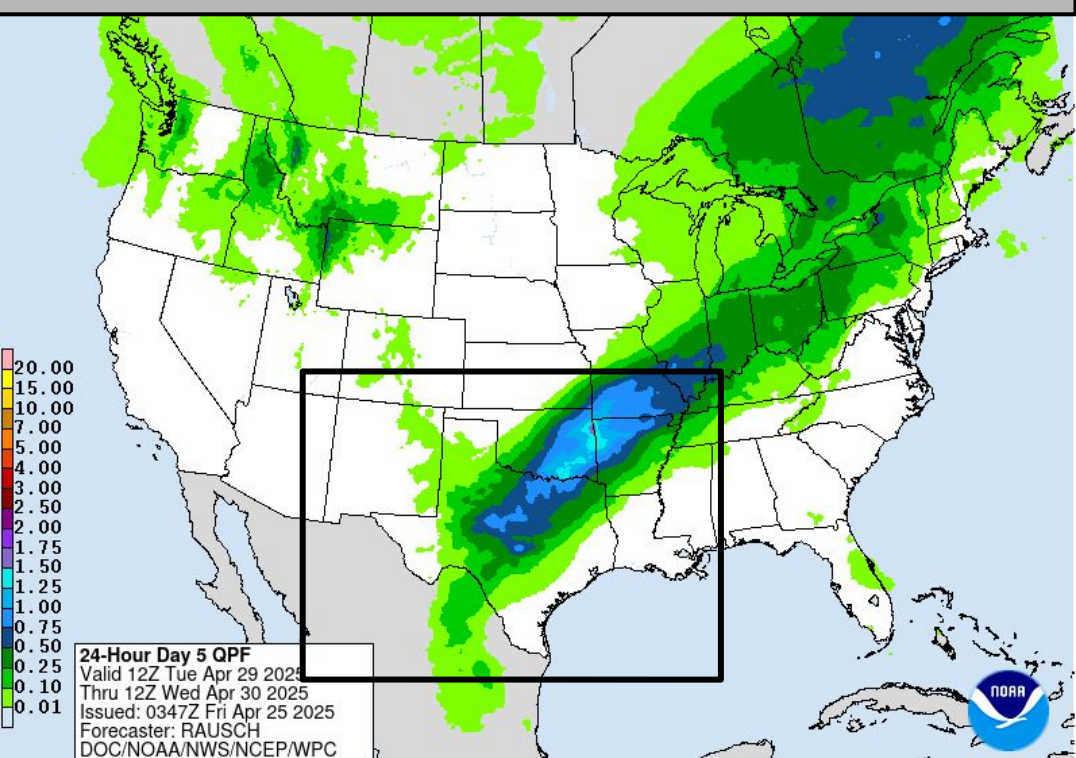 20.00
15.00
10.00
7.00
5.00
4.00
3.00
2.50
2.00
1.75
1.50
1.25
1.00
0.75
0.50
0.25
0.10
0.01
24-Hour Day 5 QPF
Valid 12Z Tue Apr 29 2025
Thru 12Z Wed Apr 30 2025
Issued: 0347Z Fri Apr 25 2025
Forecaster: RAUSCH
DOC/NOAA/NWS/NCEP/WPC
NOAA